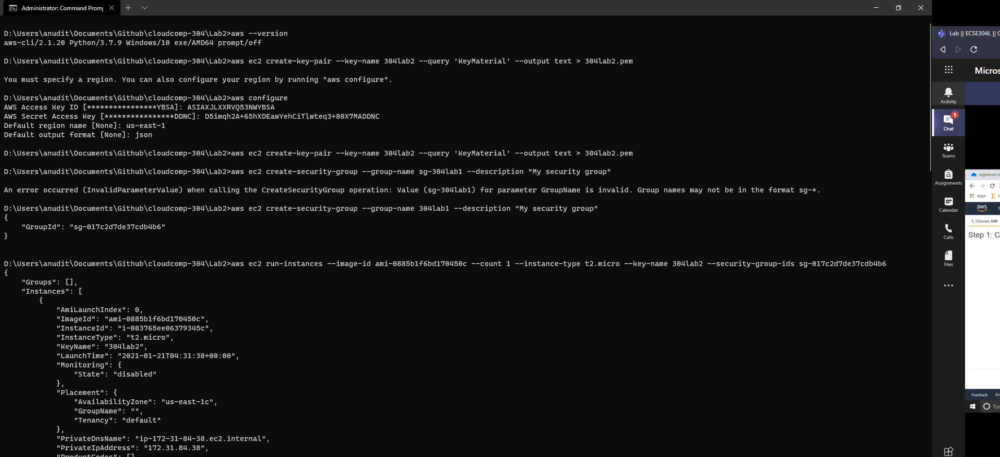 Administrator: Command Promp
D:\Users\anudit\Documents\Github\cloudcomp-304\Lab2>aws --version
aws-cli/2.1.20 Python/3.7.9 Windows/10 exe/AMD64 prompt/off
D:\Users\anudit\Documents\Github\cloudcomp-304\Lab2>aws ec2 create-key-pair --key-name 304lab2 --query 'KeyMaterial' --output text > 304lab2.pem
You must specify a region. You can also configure your region by running "aws configure".
D:\Users\anudit\Documents\Github\cloudcomp-304\Lab2>aws configure
AWS Access Key ID [****************YBSA]: ASIAXJLXXRVQ53NWYBSA
AWS Secret Access Key [****************DDNC]: D5imqh2A+65hXDEawYehCiTlwteq3+80X7MADDNC
Default region name [None]: us-east-1
Default output format [None]: json
D:\Users\anudit\Documents\Github\cloudcomp-304\Lab2>aws ec2 create-key-pair --key-name 304lab2 --query 'KeyMaterial' --output text > 304lab2.pem
D:\Users\anudit\Documents\Github\cloudcomp-304\Lab2>aws ec2 create-security-group --group-name sg-304lab1 --description "My security group"
An error occurred (InvalidParameterValue) when calling the CreateSecurityGroup operation: Value (sg-304lab1) for parameter GroupName is invalid. Group names may not be in the format sg-*.
D:\Users\anudit\Documents\Github\cloudcomp-304\Lab2>aws ec2 create-security-group --group-name 304lab1 --description "My security group"
{
    "GroupId": "sg-017c2d7de37cdb4b6"
}
D:\Users\anudit\Documents\Github\cloudcomp-304\Lab2>aws ec2 run-instances --image-id ami-0885b1f6bd170450c --count 1 --instance-type t2.micro --key-name 304lab2 --security-group-ids sg-017c2d7de37cdb4b6
{
    "Groups": [],
    "Instances": [
        {
            "AmiLaunchIndex": 0,
            "ImageId": "ami-0885b1f6bd170450c",
            "InstanceId": "i-083765ee06379345c",
            "InstanceType": "t2.micro",
            "KeyName": "304lab2",
            "LaunchTime": "2021-01-21T04:31:38+00:00",
            "Monitoring": {
                "State": "disabled"
            },
            "Placement": {
                "AvailabilityZone": "us-east-1c",
                "GroupName": "",
                "Tenancy": "default"
            },
            "PrivateDnsName": "ip-172-31-84-38.ec2.internal",
            "PrivateIpAddress": "172.31.84.38",
            "ProductCodes": []
Lab || ECSE304L || C
Micros
Activity
1
Chat
Teams
Assignments
Calendar
Calls
Files
registered st
Apps
aws
1. Choose AMI
Step 1: C
Feedback
En
Typ